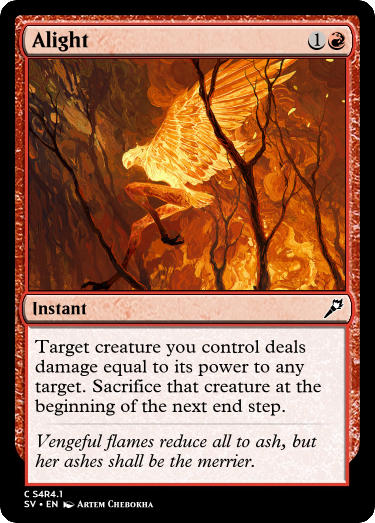 Alight 1
Instant
Target creature you control deals
damage equal to its power to any
target. Sacrifice that creature at the
beginning of the next end step.
Vengeful flames reduce all to ash, but
her ashes shall be the merrier.
C S4R4.1
SV • EN Artem Chebokha